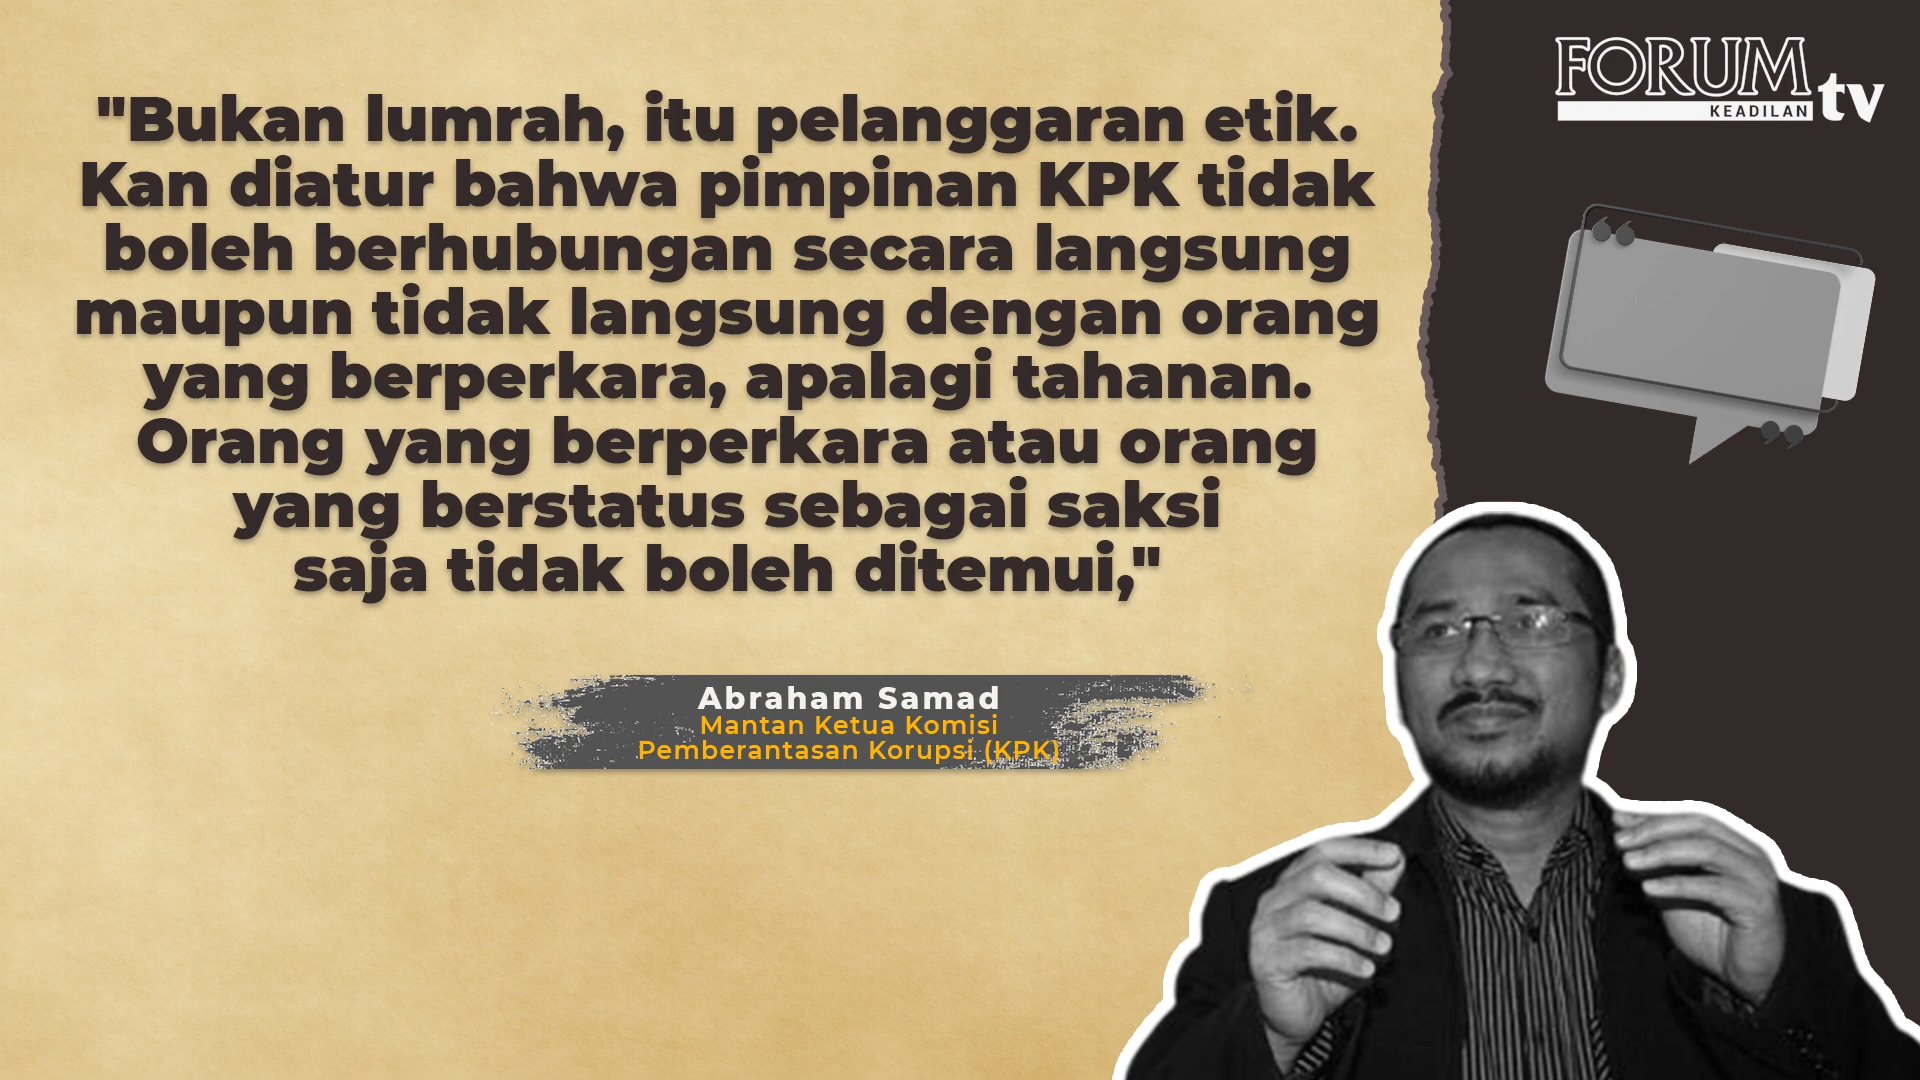 FORUM
KEADILAN
tv
"Bukan lumrah, itu pelanggaran etik.
Kan diatur bahwa pimpinan KPK tidak
boleh berhubungan secara langsung
maupun tidak langsung dengan orang
yang berperkara, apalagi tahanan.
Orang yang berperkara atau orang
yang berstatus sebagai saksi
saja tidak boleh ditemui,"
Abraham Samad
Mantan Ketua Komisi
Pemberantasan Korupsi (KPK)